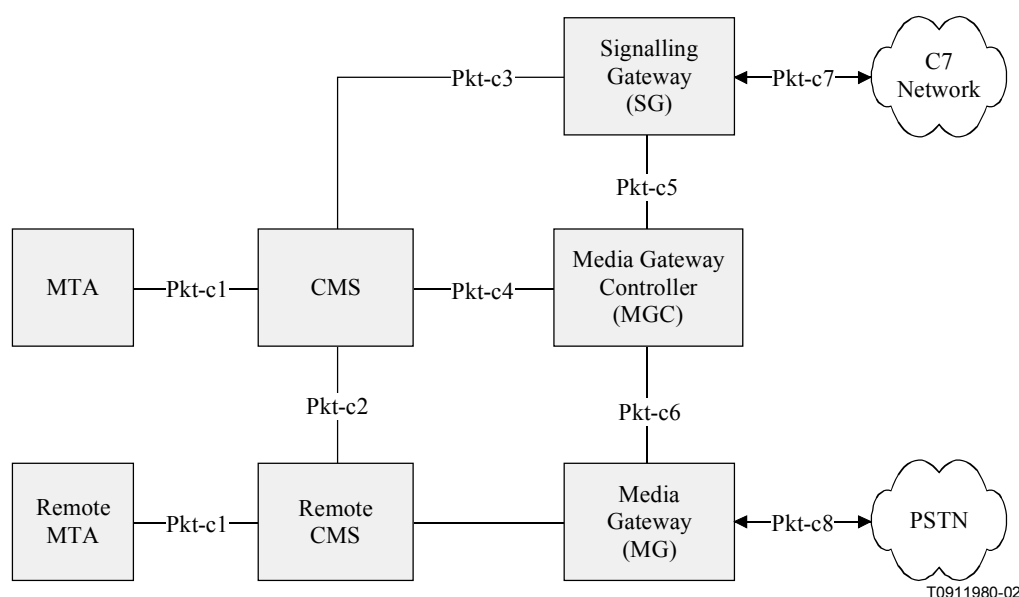 Signalling
Gateway
(SG)
Pkt-c3
Pkt-c7
C7
Network
Pkt-c5
MTA
Pkt-c1
CMS
Pkt-c4
Media Gateway
Controller
(MGC)
Pkt-c2
Pkt-c6
Remote
MTA
Pkt-c1
Remote
CMS
Media
Gateway
(MG)
Pkt-c8
PSTN
T0911980-02